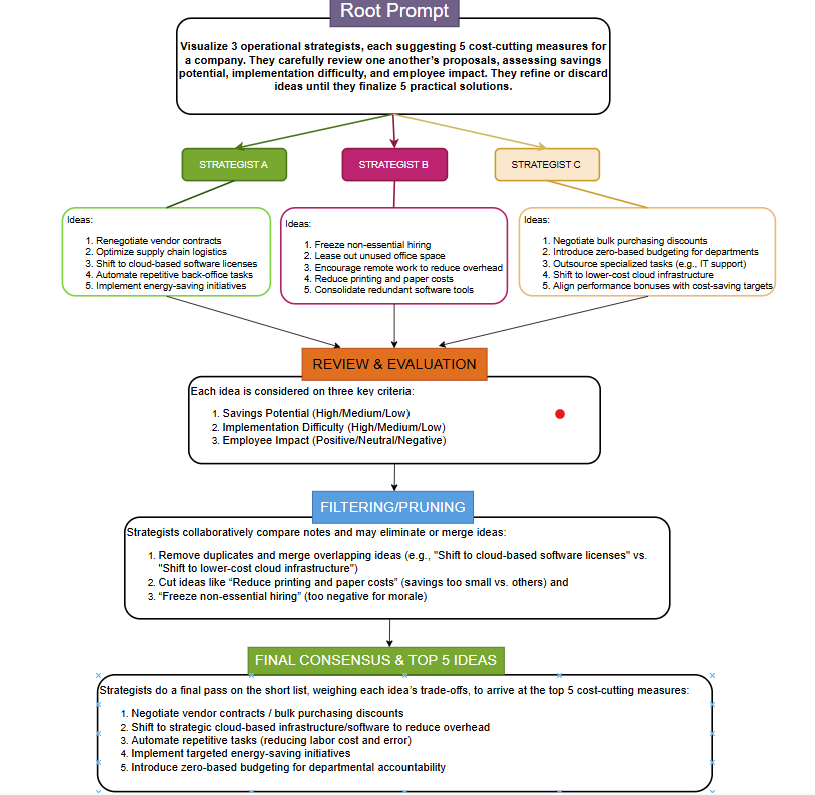 Root Prompt
Visualize 3 operational strategists, each suggesting 5 cost-cutting measures for
a company. They carefully review one another's proposals, assessing savings
potential, implementation difficulty, and employee impact. They refine or discard
ideas until they finalize 5 practical solutions.
STRATEGIST A
STRATEGIST B
STRATEGIST C
Ideas:
1. Renegotiate vendor contracts
2. Optimize supply chain logistics
3. Shift to cloud-based software licenses
4. Automate repetitive back-office tasks
5. Implement energy-saving initiatives
Ideas:
1. Freeze non-essential hiring
2. Lease out unused office space
3. Encourage remote work to reduce overhead
4. Reduce printing and paper costs
5. Consolidate redundant software tools
Ideas:
1. Negotiate bulk purchasing discounts
2. Introduce zero-based budgeting for departments
3. Outsource specialized tasks (e.g., IT support)
4. Shift to lower-cost cloud infrastructure
5. Align performance bonuses with cost-saving targets
REVIEW & EVALUATION
Each idea is considered on three key criteria:
1. Savings Potential (High/Medium/Low)
2. Implementation Difficulty (High/Medium/Low)
3. Employee Impact (Positive/Neutral/Negative)
FILTERING/PRUNING
Strategists collaboratively compare notes and may eliminate or merge ideas:
1. Remove duplicates and merge overlapping ideas (e.g., "Shift to cloud-based software licenses" vs.
"Shift to lower-cost cloud infrastructure")
2. Cut ideas like “Reduce printing and paper costs” (savings too small vs. others) and
3. “Freeze non-essential hiring” (too negative for morale)
FINAL CONSENSUS & TOP 5 IDEAS
Strategists do a final pass on the short list, weighing each idea's trade-offs, to arrive at the top 5 cost-cutting measures:
1. Negotiate vendor contracts / bulk purchasing discounts
2. Shift to strategic cloud-based infrastructure/software to reduce overhead
3. Automate repetitive tasks (reducing labor cost and error)
4. Implement targeted energy-saving initiatives
5. Introduce zero-based budgeting for departmental accountability